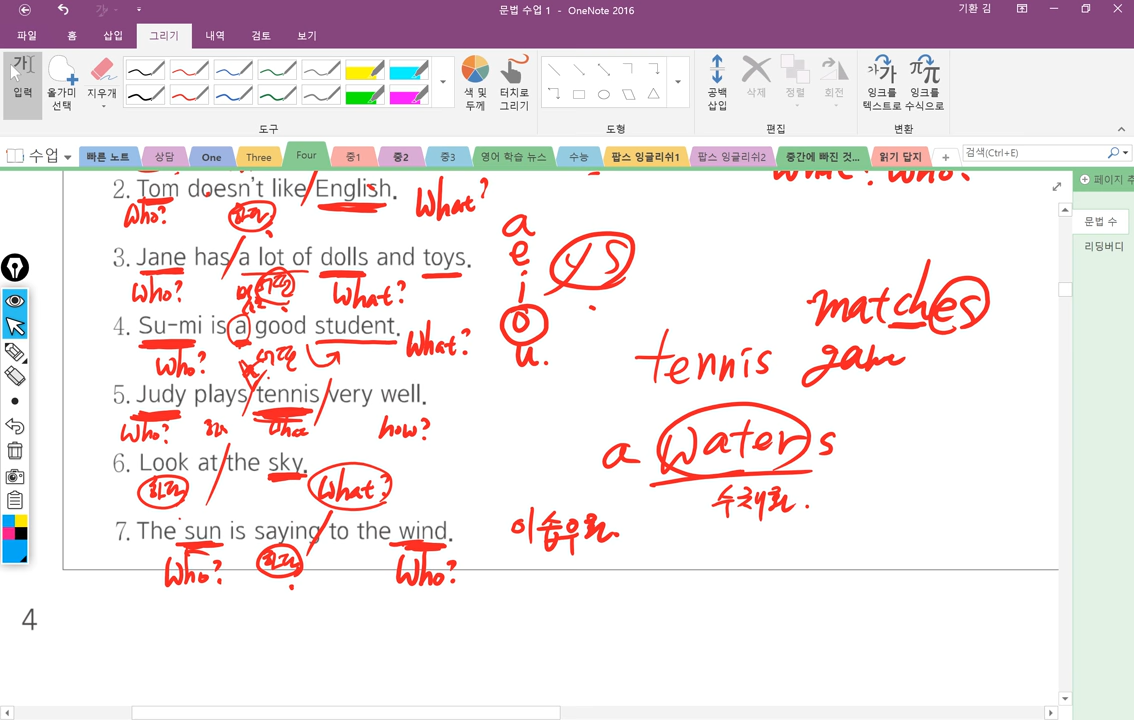 문법 수업 1 - OneNote 2016
기환 김
파일 홈 삽입 그리기 내역 검토 보기
입력 올가미 선택 지우개 색 및 두께 터치로 그리기 공백 삽입 삭제 정렬 회전 잉크를 텍스트로 잉크를 수식으로
도구 도형 편집 변환
수업 빠른 노트 상담 One Three Four 중1 중2 중3 영어 학습 뉴스 수능 팝스 잉글리쉬1 팝스 잉글리쉬2 중간에 빠진 것... 읽기 답지 + 검색(Ctrl+E)
페이지 추
문법 수
리딩버디
2. Tom doesn't like / English. What?
Who?
a
e
i
o
u.
y s
3. Jane has / a lot of dolls and toys.
Who? What?
matches
4. Su-mi is a good student. What?
Who?
tennis game
5. Judy plays / tennis / very well.
Who? how?
a waters
6. Look at / the sky. What?
7. The sun is saying / to the wind.
이솝우화
Who? Who?
4